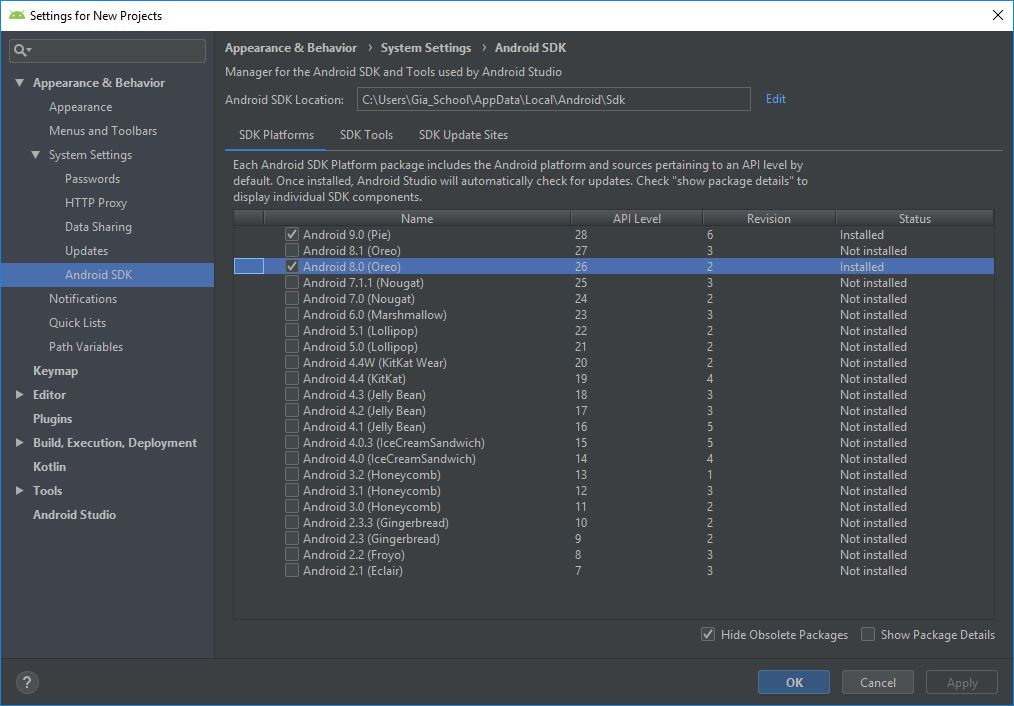 Settings for New Projects
Appearance & Behavior
Appearance
Menus and Toolbars
System Settings
Passwords
HTTP Proxy
Data Sharing
Updates
Android SDK
Notifications
Quick Lists
Path Variables
Keymap
Editor
Plugins
Build, Execution, Deployment
Kotlin
Tools
Android Studio
Appearance & Behavior › System Settings › Android SDK
Manager for the Android SDK and Tools used by Android Studio
Android SDK Location: C:\Users\Gia_School\AppData\Local\Android\Sdk Edit
SDK Platforms SDK Tools SDK Update Sites
Each Android SDK Platform package includes the Android platform and sources pertaining to an API level by
default. Once installed, Android Studio will automatically check for updates. Check "show package details" to
display individual SDK components.
Name API Level Revision Status
Android 9.0 (Pie) 28 6 Installed
Android 8.1 (Oreo) 27 3 Not installed
Android 8.0 (Oreo) 26 2 Installed
Android 7.1.1 (Nougat) 25 3 Not installed
Android 7.0 (Nougat) 24 2 Not installed
Android 6.0 (Marshmallow) 23 3 Not installed
Android 5.1 (Lollipop) 22 2 Not installed
Android 5.0 (Lollipop) 21 2 Not installed
Android 4.4W (KitKat Wear) 20 2 Not installed
Android 4.4 (KitKat) 19 4 Not installed
Android 4.3 (Jelly Bean) 18 3 Not installed
Android 4.2 (Jelly Bean) 17 3 Not installed
Android 4.1 (Jelly Bean) 16 5 Not installed
Android 4.0.3 (IceCreamSandwich) 15 5 Not installed
Android 4.0 (IceCreamSandwich) 14 4 Not installed
Android 3.2 (Honeycomb) 13 1 Not installed
Android 3.1 (Honeycomb) 12 3 Not installed
Android 3.0 (Honeycomb) 11 2 Not installed
Android 2.3.3 (Gingerbread) 10 2 Not installed
Android 2.3 (Gingerbread) 9 2 Not installed
Android 2.2 (Froyo) 8 3 Not installed
Android 2.1 (Eclair) 7 3 Not installed
Hide Obsolete Packages Show Package Details
? OK Cancel Apply